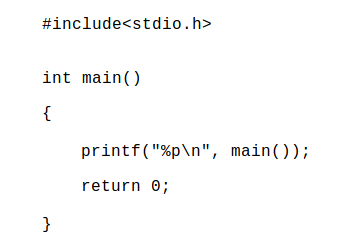 #include<stdio.h>
int main()
{
printf("%p\n", main());
return 0;
}